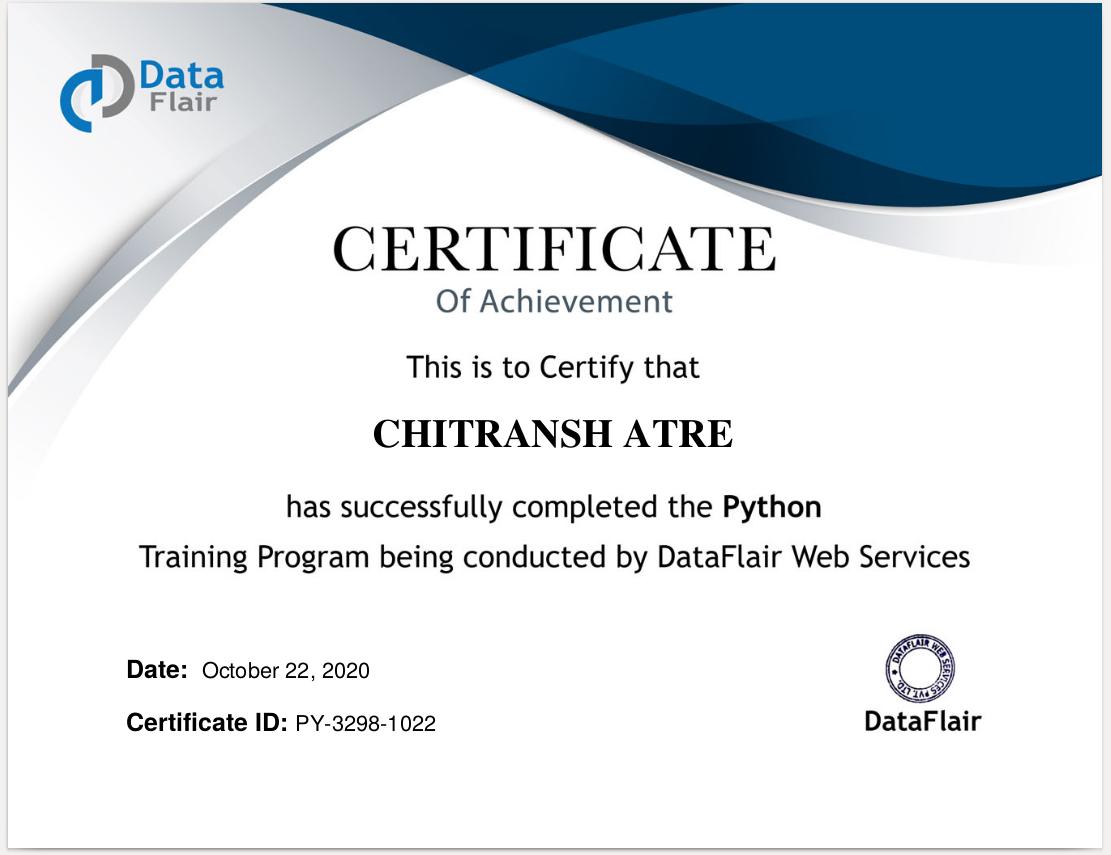 Data
Flair
CERTIFICATE
Of Achievement
This is to Certify that
CHITRANSH ATRE
has successfully completed the Python
Training Program being conducted by DataFlair Web Services
Date: October 22, 2020
Certificate ID: PY-3298-1022
DATAFLAIR WEB SERVICES PVT. LTD.
DataFlair